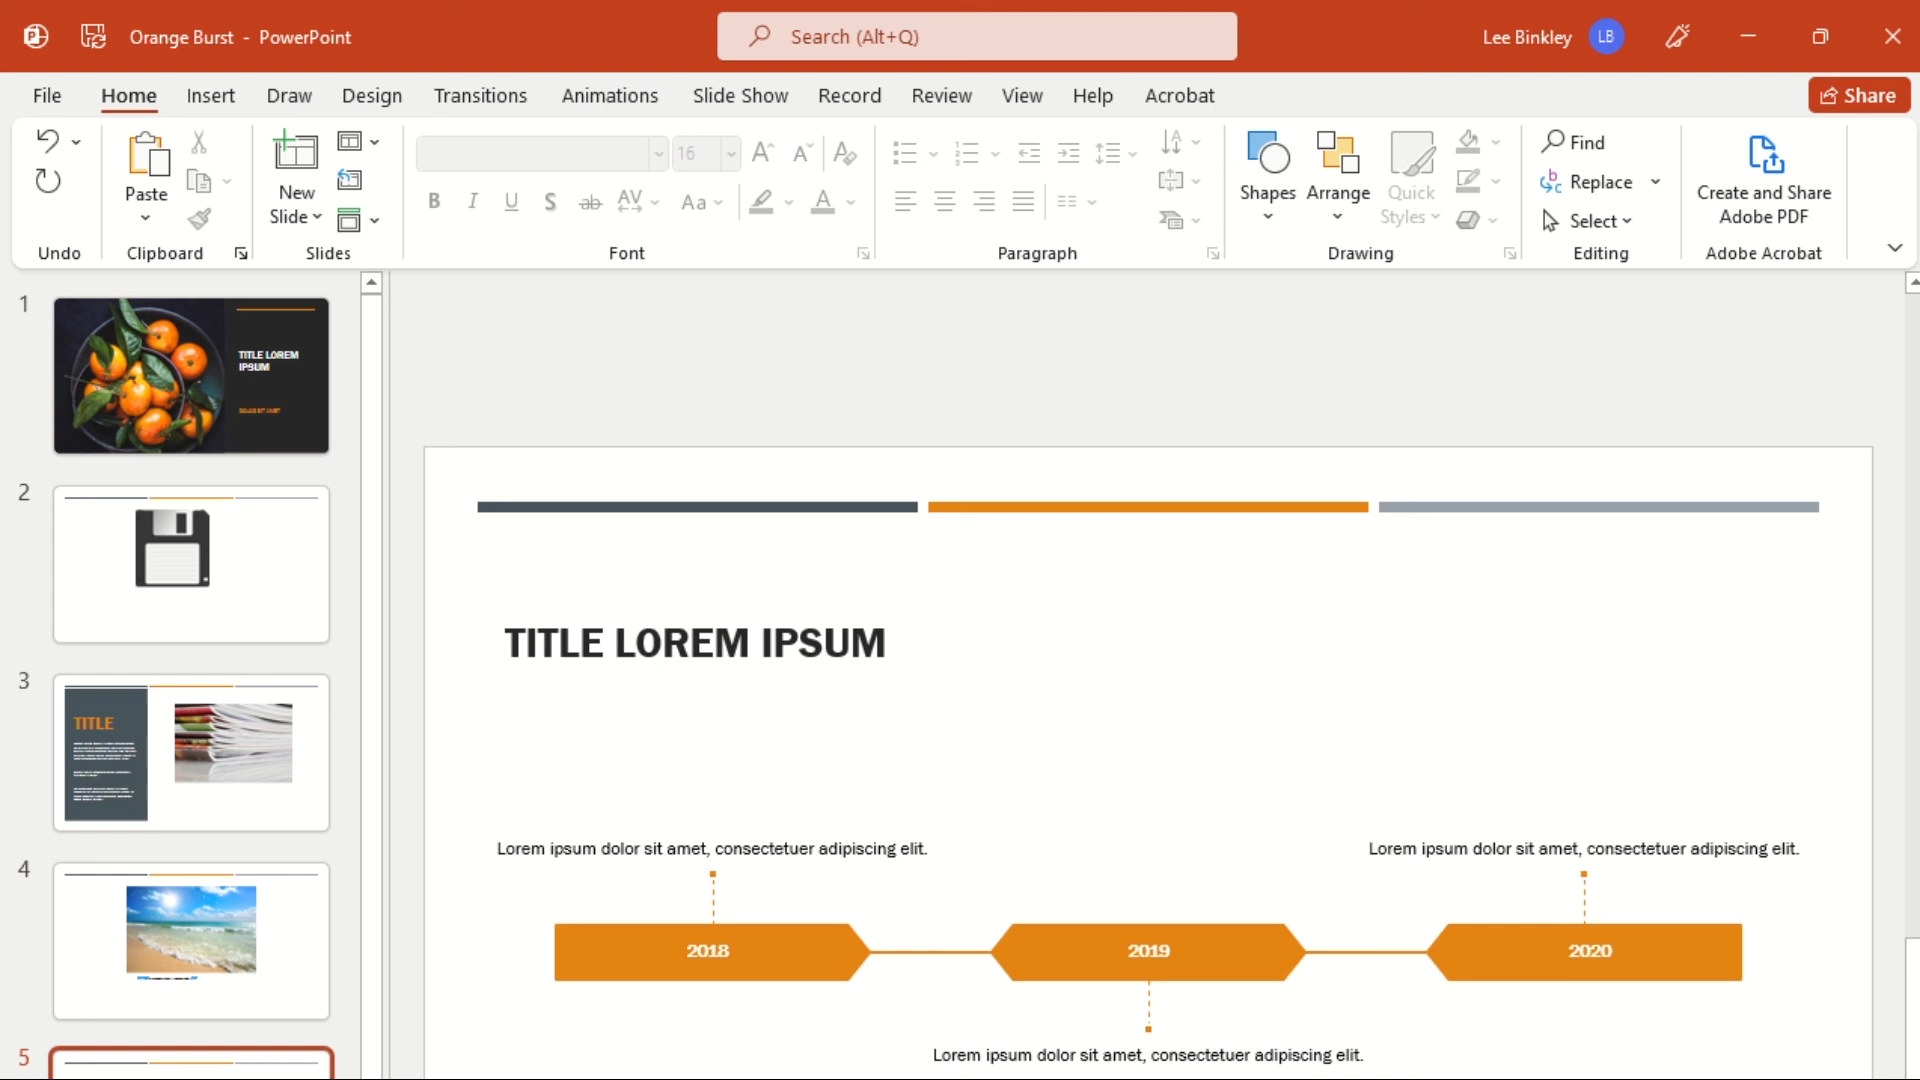 Orange Burst - PowerPoint
Search (Alt+Q)
Lee Binkley
LB
File Home Insert Draw Design Transitions Animations Slide Show Record Review View Help Acrobat
Share
Undo
Paste
Clipboard
New
Slide
Slides
16
Font
Paragraph
Shapes
Arrange
Quick
Styles
Drawing
Find
Replace
Select
Editing
Create and Share
Adobe PDF
Adobe Acrobat
1
TITLE LOREM
IPSUM
DOLOR SIT AMET
2
3
TITLE
4
5
TITLE LOREM IPSUM
Lorem ipsum dolor sit amet, consectetuer adipiscing elit.
Lorem ipsum dolor sit amet, consectetuer adipiscing elit.
2018
2019
2020
Lorem ipsum dolor sit amet, consectetuer adipiscing elit.